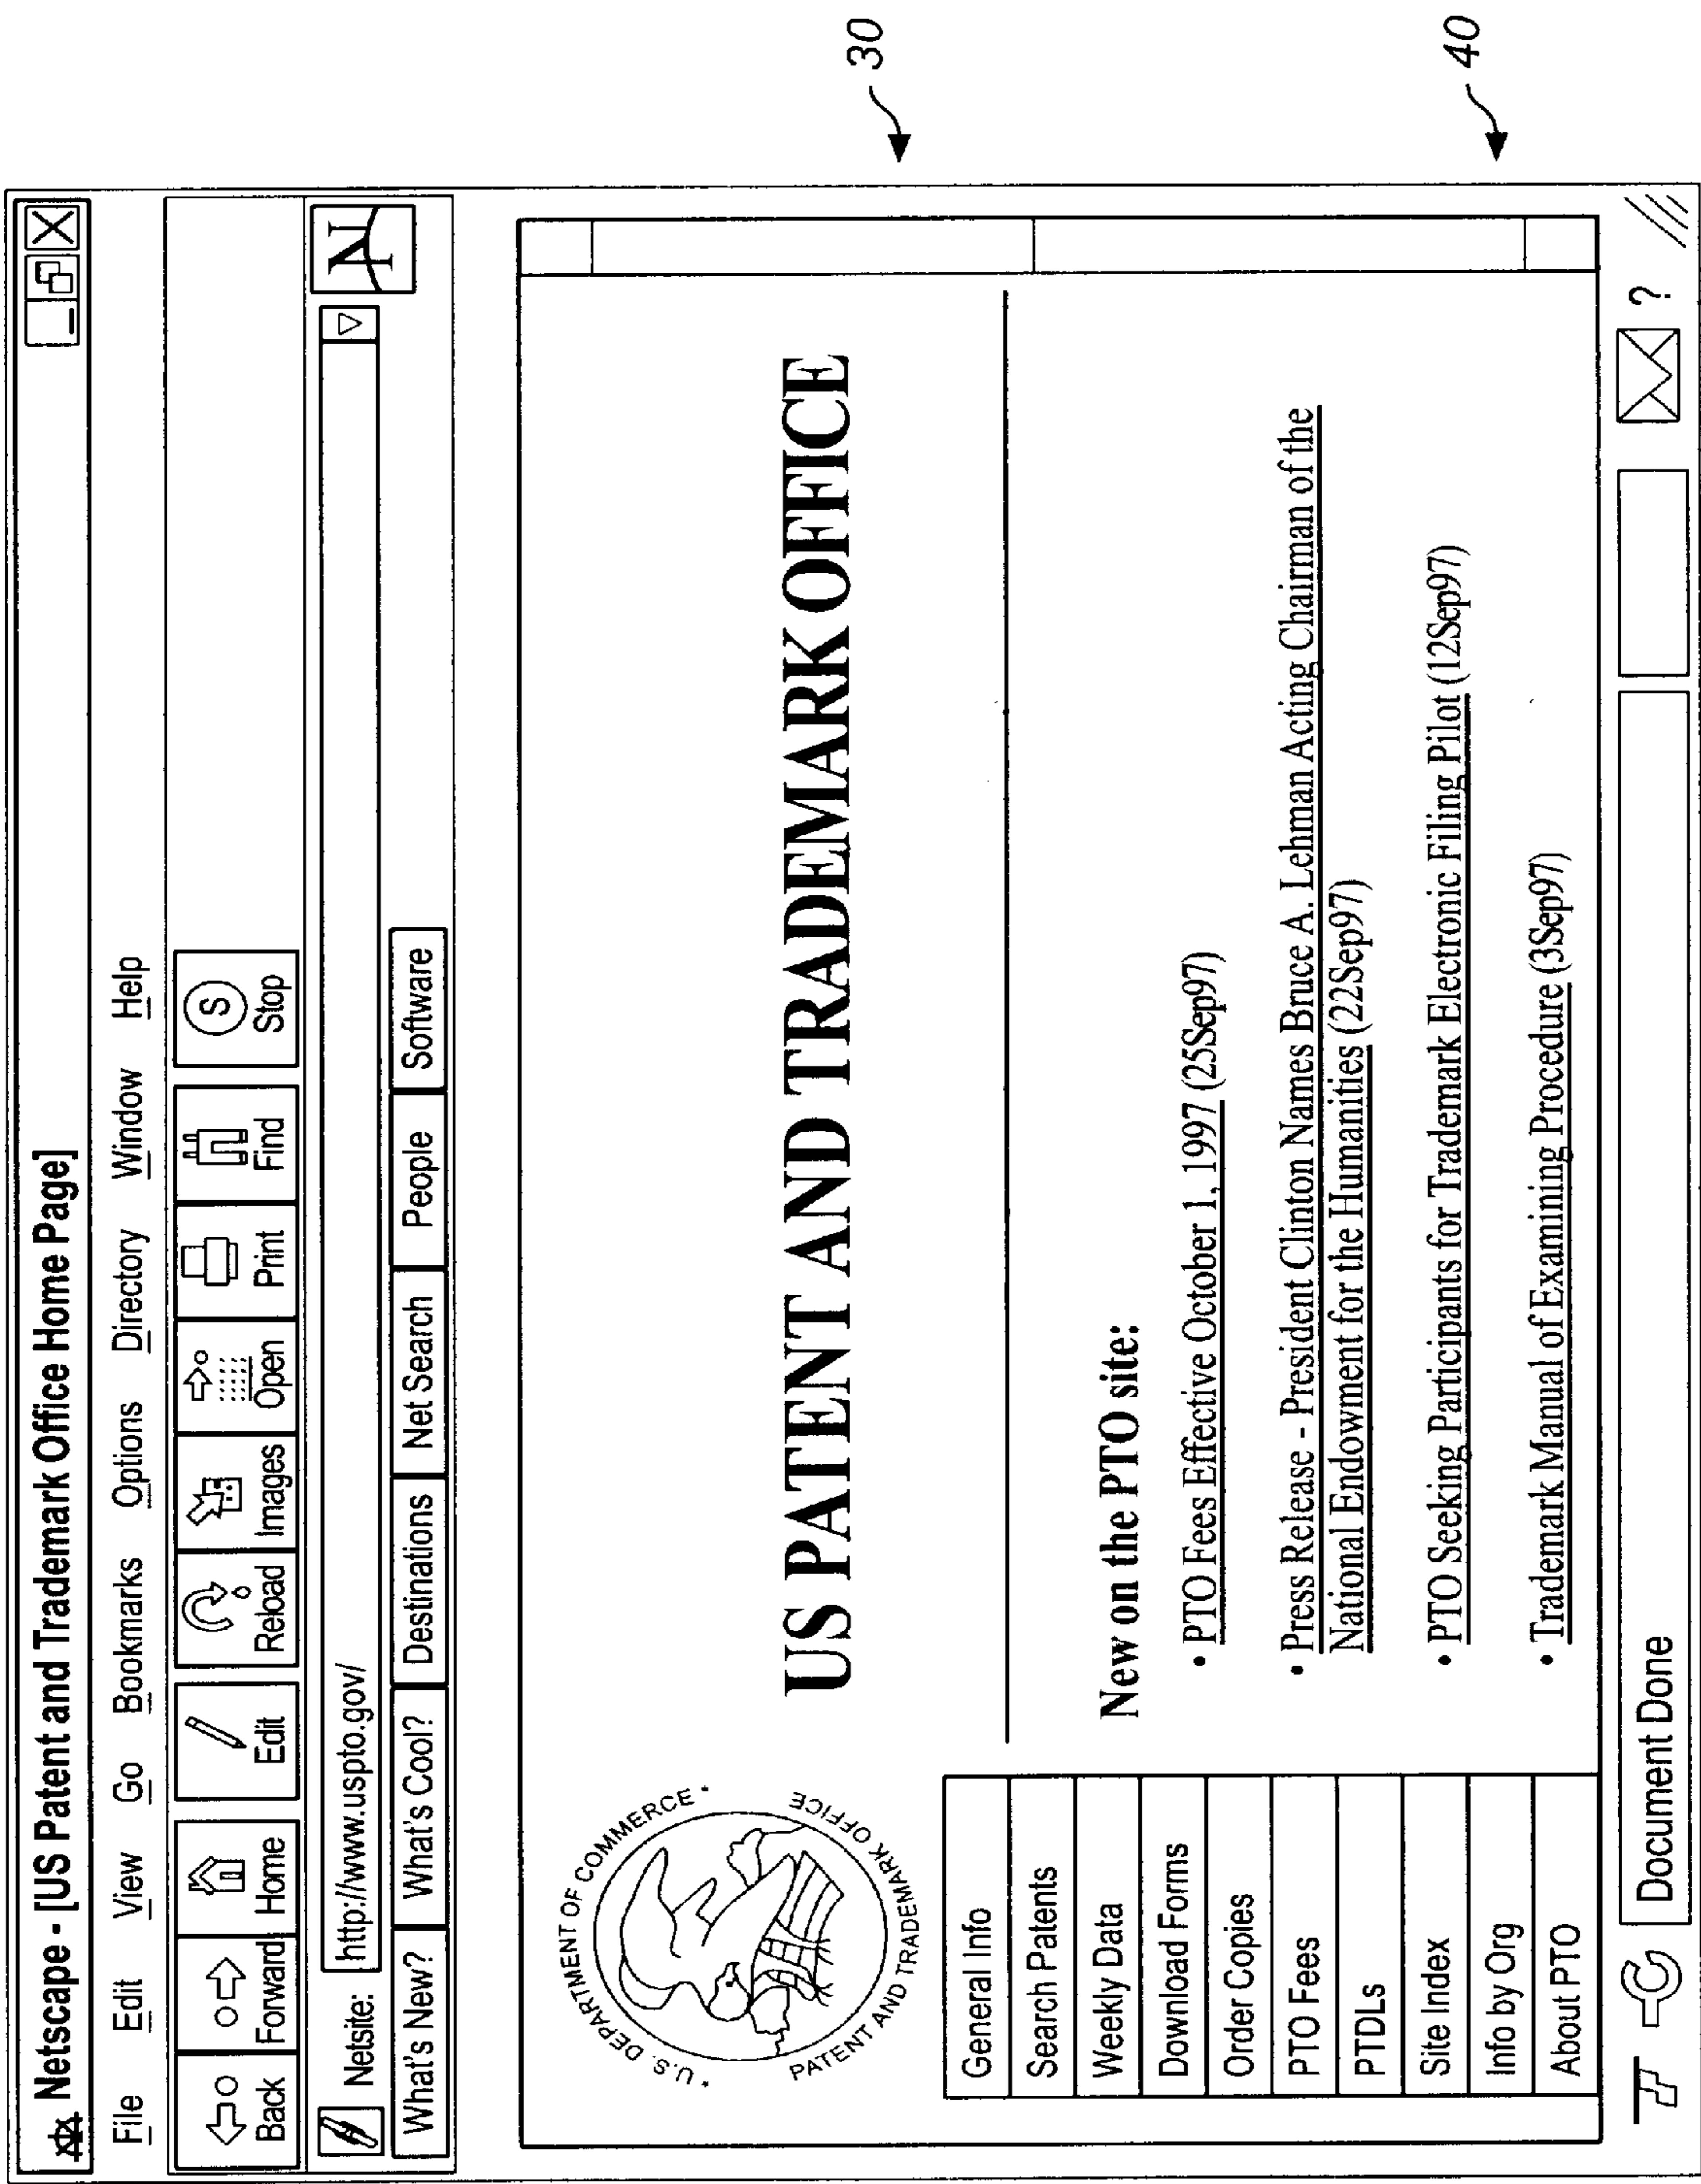 Netscape - [US Patent and Trademark Office Home Page]
File Edit View Go Bookmarks Options Directory Window Help
Back Forward Home Edit Reload Images Open Print Find Stop
S
Netsite: http://www.uspto.gov/
N
What's New? What's Cool? Destinations Net Search People Software
• U.S. DEPARTMENT OF COMMERCE •
PATENT AND TRADEMARK OFFICE
US PATENT AND TRADEMARK OFFICE
30
General Info
Search Patents
Weekly Data
Download Forms
Order Copies
PTO Fees
PTDLs
Site Index
Info by Org
About PTO
New on the PTO site:
• PTO Fees Effective October 1, 1997 (25Sep97)
• Press Release - President Clinton Names Bruce A. Lehman Acting Chairman of the
National Endowment for the Humanities (22Sep97)
• PTO Seeking Participants for Trademark Electronic Filing Pilot (12Sep97)
• Trademark Manual of Examining Procedure (3Sep97)
40
Document Done
?